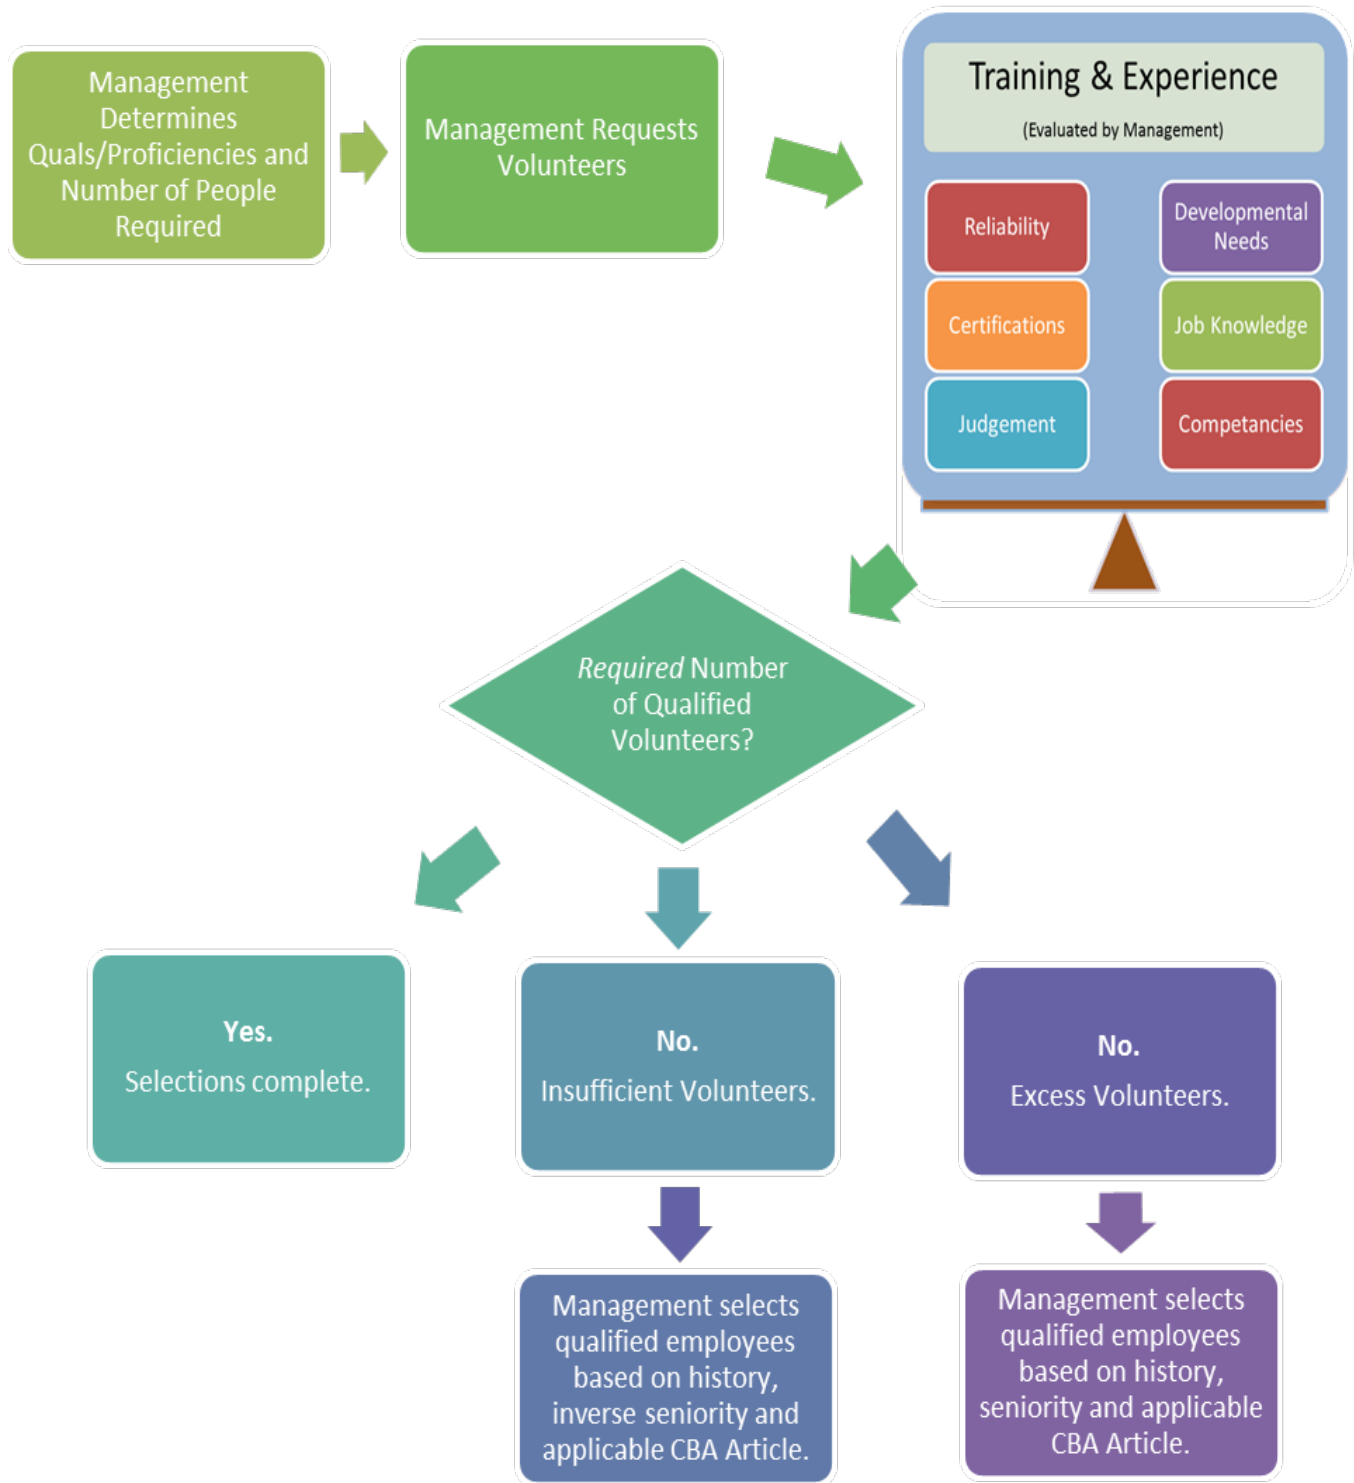 Management
Determines
Quals/Proficiencies and
Number of People
Required
Management Requests
Volunteers
Training & Experience
(Evaluated by Management)
Reliability
Developmental
Needs
Certifications
Job Knowledge
Judgement
Competancies
Required Number
of Qualified
Volunteers?
Yes.
Selections complete.
No.
Insufficient Volunteers.
No.
Excess Volunteers.
Management selects
qualified employees
based on history,
inverse seniority and
applicable CBA Article.
Management selects
qualified employees
based on history,
seniority and applicable
CBA Article.